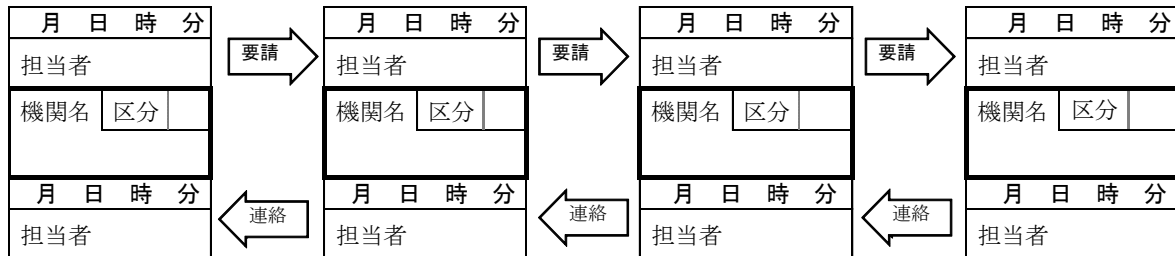 月 日 時 分 月 日 時 分 月 日 時 分 月 日 時 分
要請 要請 要請
担当者 担当者 担当者 担当者
機関名 区分 機関名 区分 機関名 区分 機関名 区分
月 日 時 分 月 日 時 分 月 日 時 分 月 日 時 分
連絡 連絡 連絡
担当者 担当者 担当者 担当者